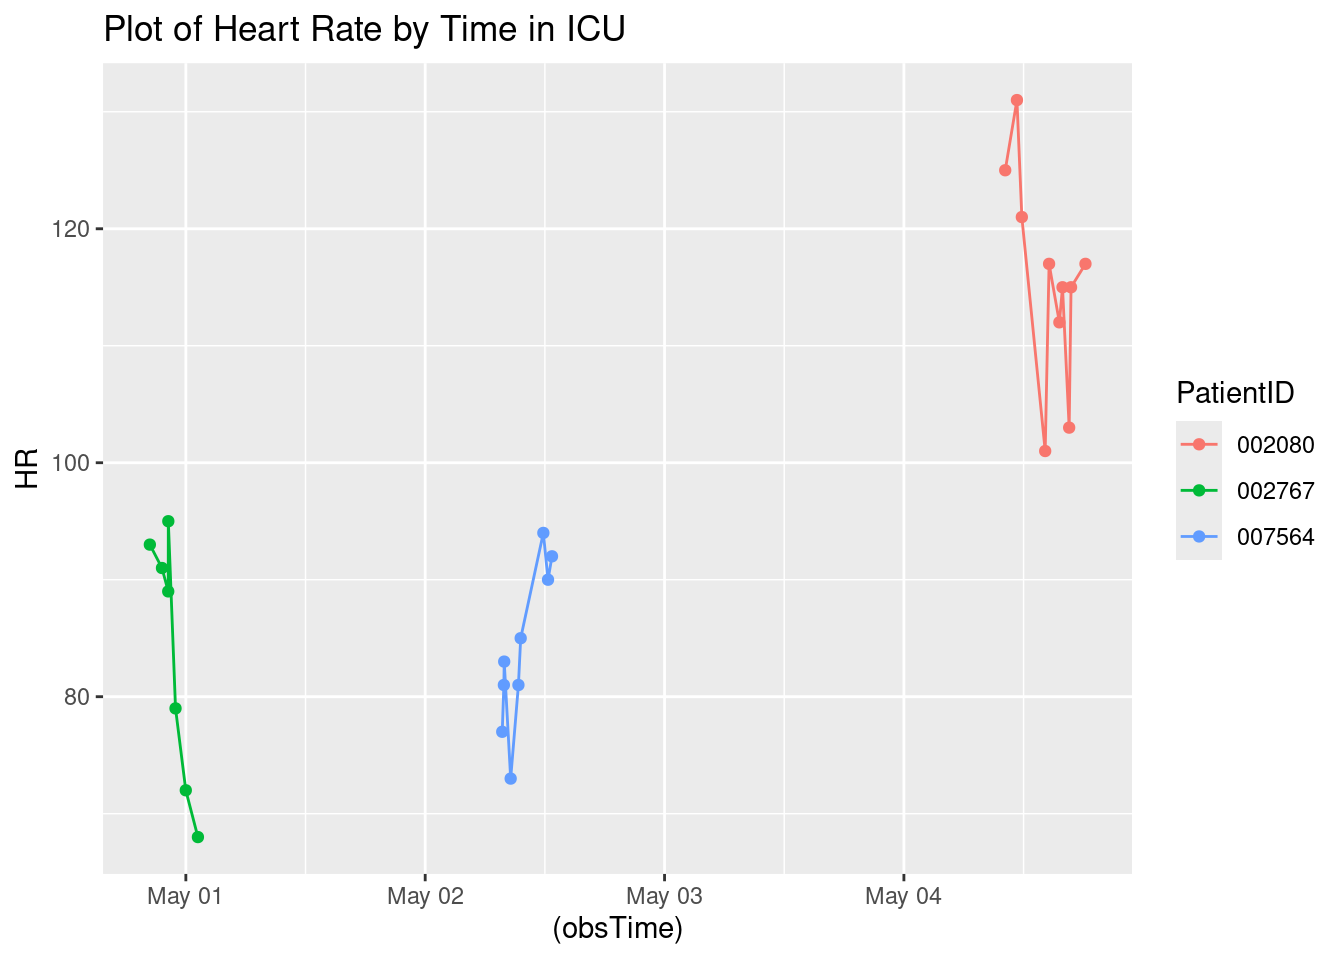 Plot of Heart Rate by Time in ICU
HR
120
100
80
May 01
May 02
May 03
May 04
(obsTime)
PatientID
002080
002767
007564